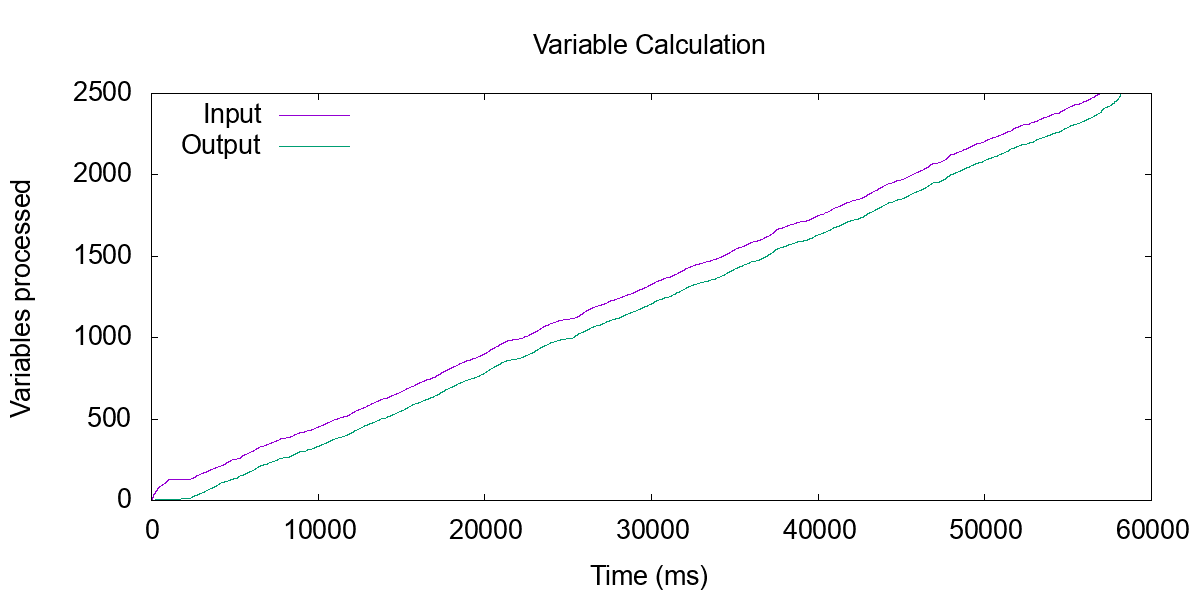 Variable Calculation
Input
Output
Variables processed
2500
2000
1500
1000
500
0
0 10000 20000 30000 40000 50000 60000
Time (ms)